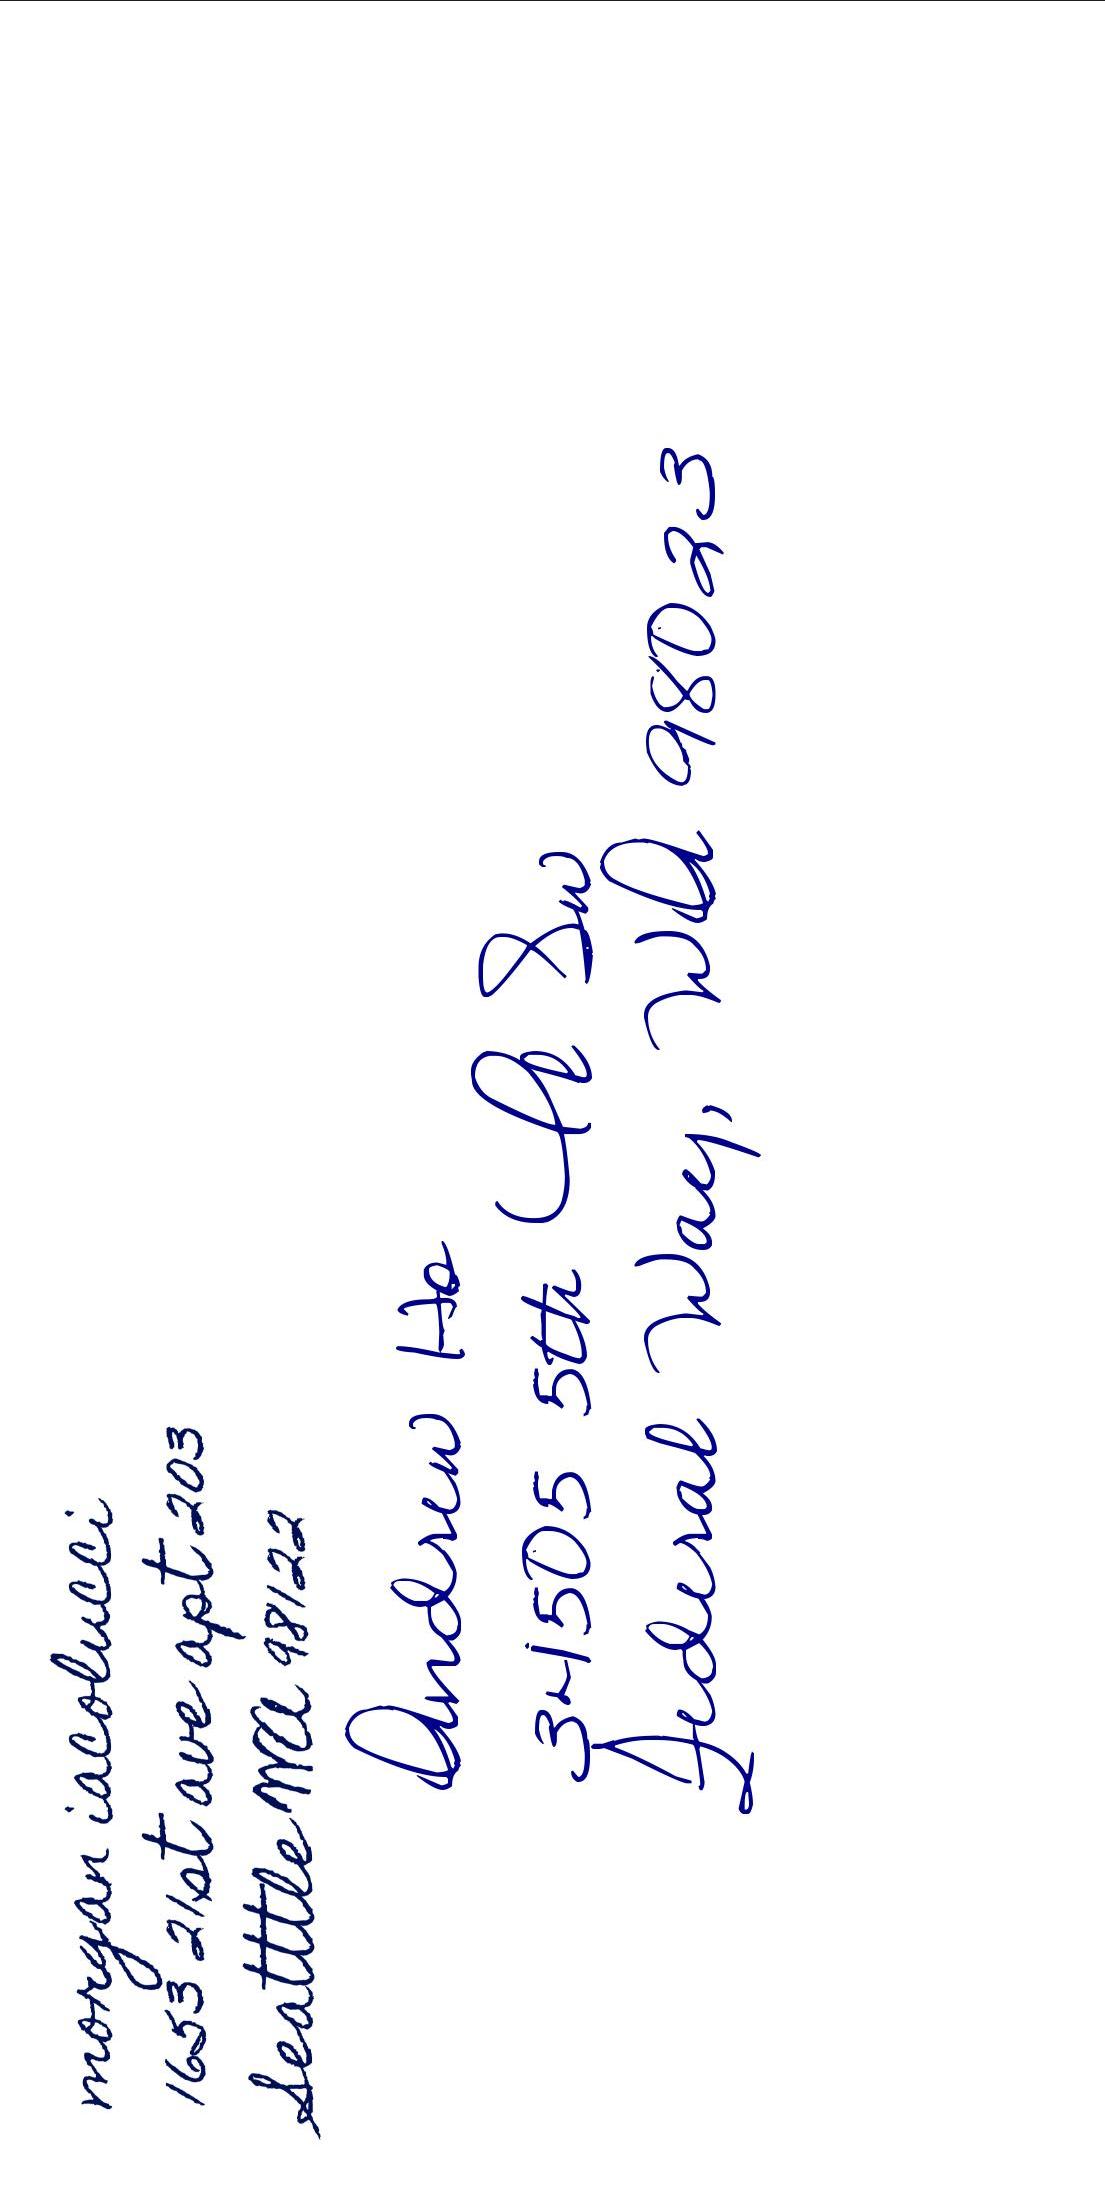 morgan iacolucci
1653 21st ave apt 203
Seattle WA 98122
Andrew Ho
34505 5th Pl SW
Federal Way, WA 98023